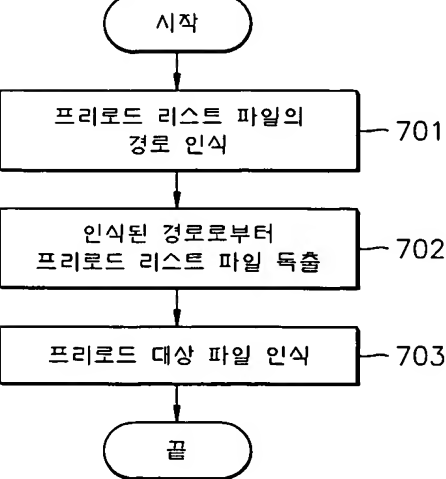 시작
프리로드 리스트 파일의
경로 인식
701
인식된 경로로부터
프리로드 리스트 파일 독출
702
프리로드 대상 파일 인식
703
끝